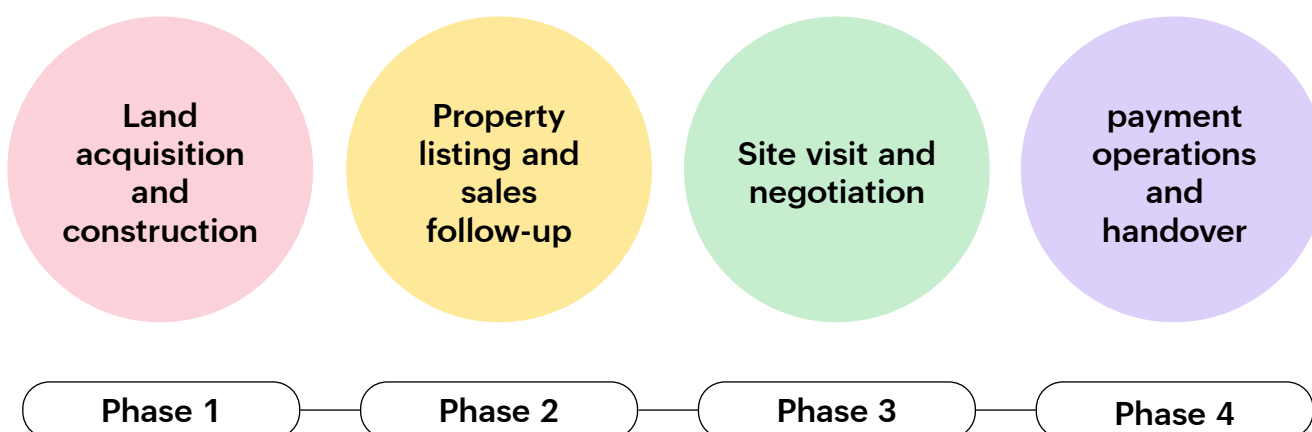 Land
acquisition
and
construction
Property
listing and
sales
follow-up
Site visit and
negotiation
payment
operations
and
handover
Phase 1
Phase 2
Phase 3
Phase 4